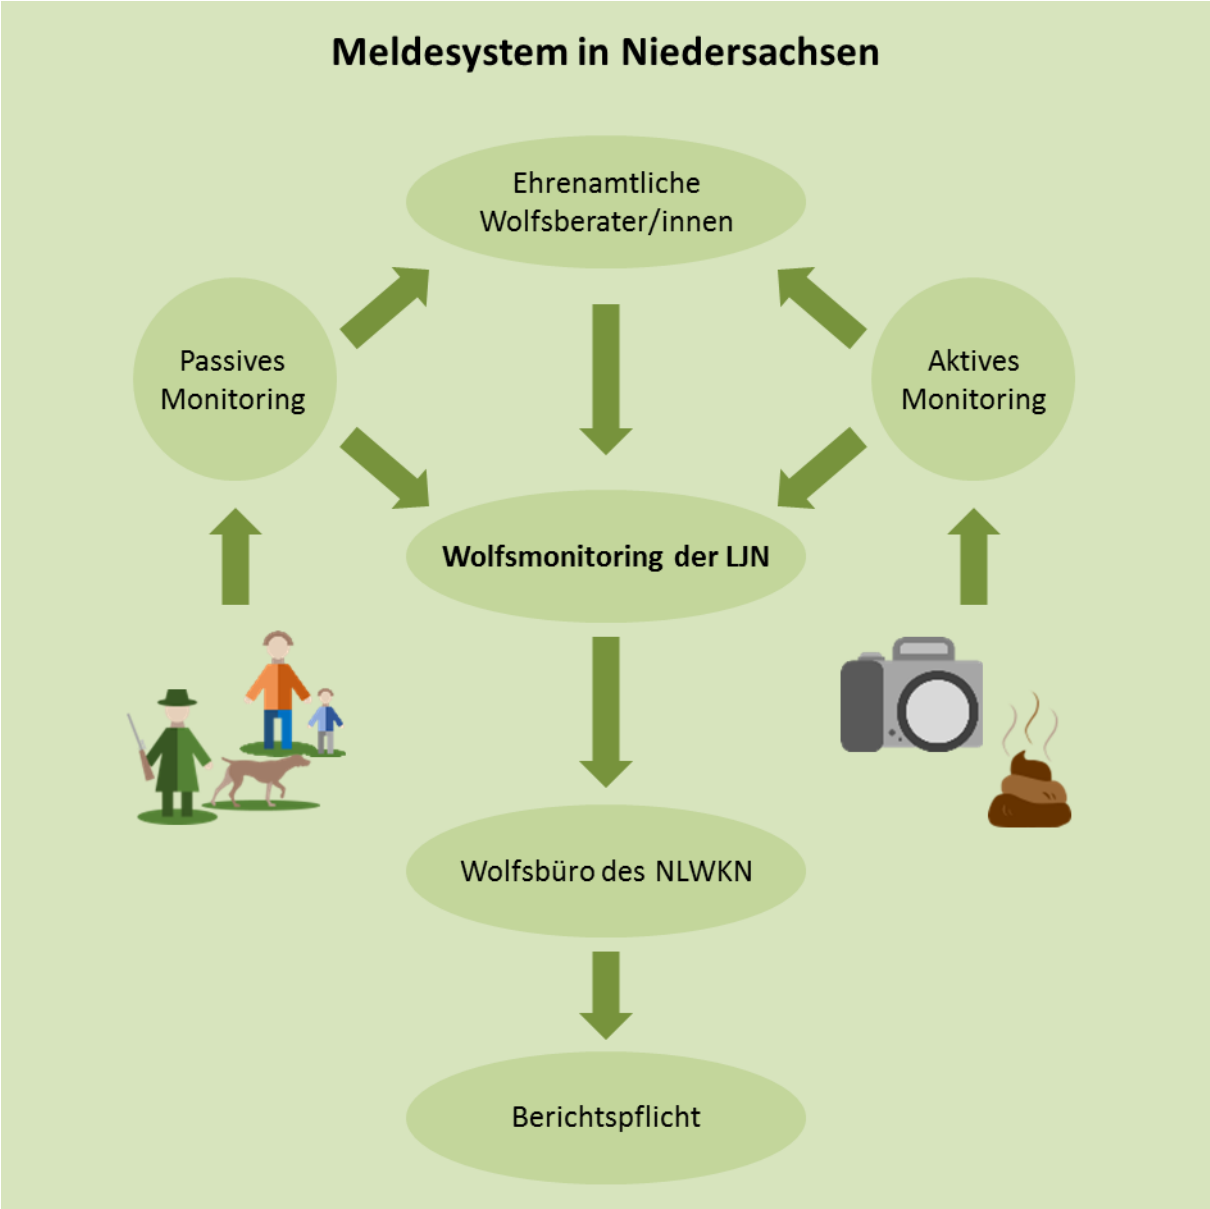 Meldesystem in Niedersachsen
Ehrenamtliche
Wolfsberater/innen
Passives
Monitoring
Aktives
Monitoring
Wolfsmonitoring der LJN
Wolfsbüro des NLWKN
Berichtspflicht